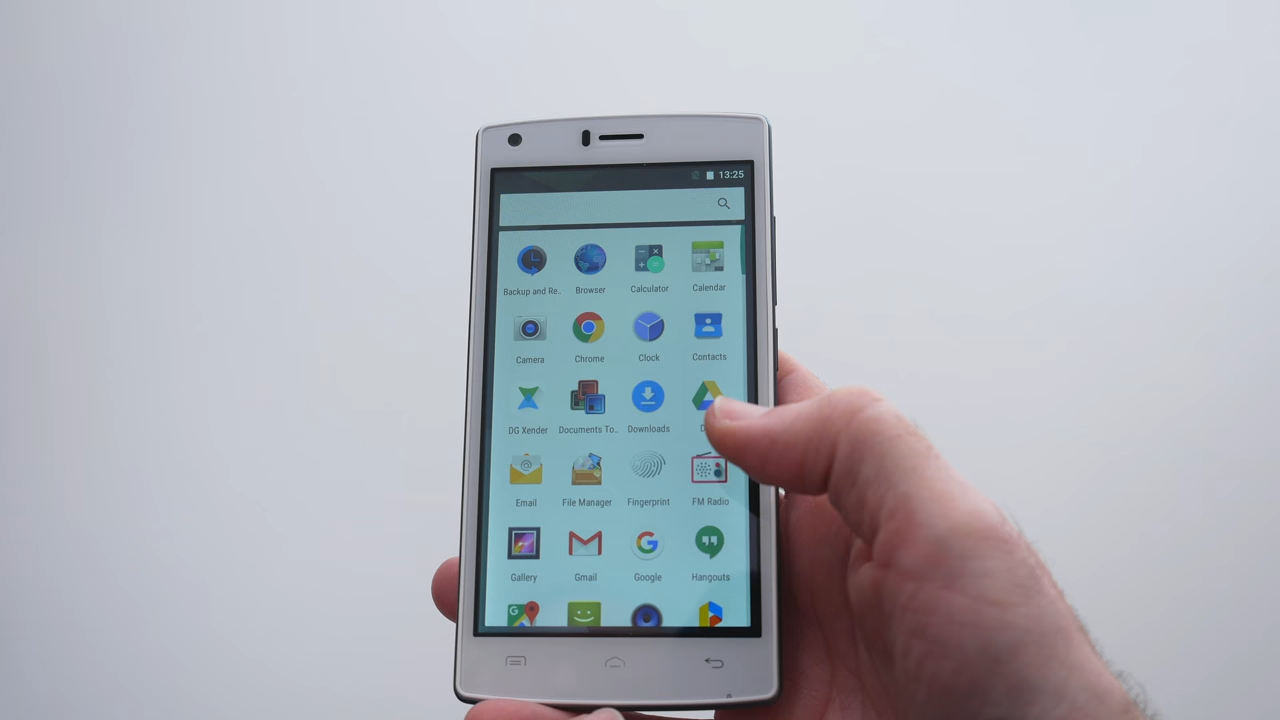 13:25
Backup and Re.. Browser Calculator Calendar
Camera Chrome Clock Contacts
DG Xender Documents To.. Downloads D
Email File Manager Fingerprint FM Radio
Gallery Gmail Google Hangouts